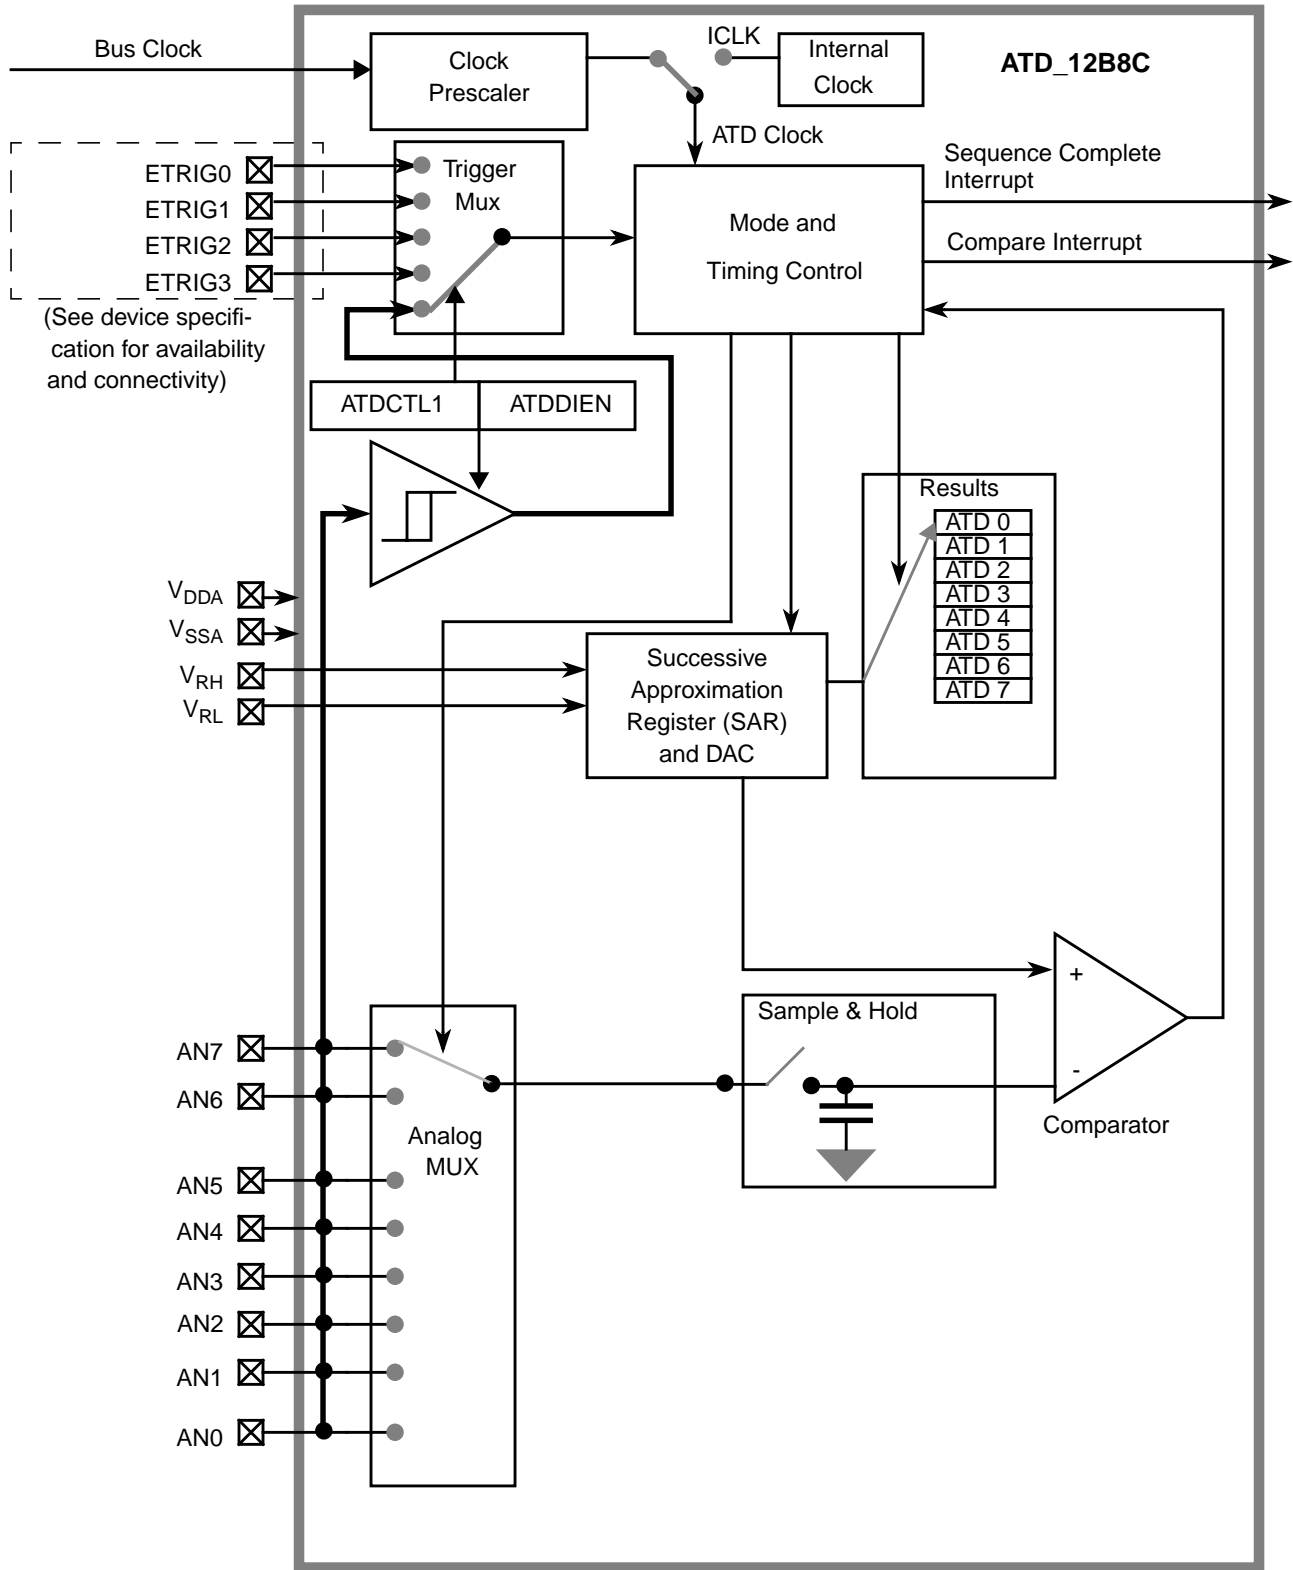 Bus Clock
Clock
Prescaler
ICLK
Internal
Clock
ATD_12B8C
ATD Clock
ETRIG0
ETRIG1
ETRIG2
ETRIG3
(See device specifi-
cation for availability
and connectivity)
Trigger
Mux
Mode and
Timing Control
Sequence Complete
Interrupt
Compare Interrupt
ATDCTL1
ATDDIEN
Results
ATD 0
ATD 1
ATD 2
ATD 3
ATD 4
ATD 5
ATD 6
ATD 7
VDDA
VSSA
VRH
VRL
Successive
Approximation
Register (SAR)
and DAC
+
-
Comparator
Sample & Hold
AN7
AN6
AN5
AN4
AN3
AN2
AN1
AN0
Analog
MUX